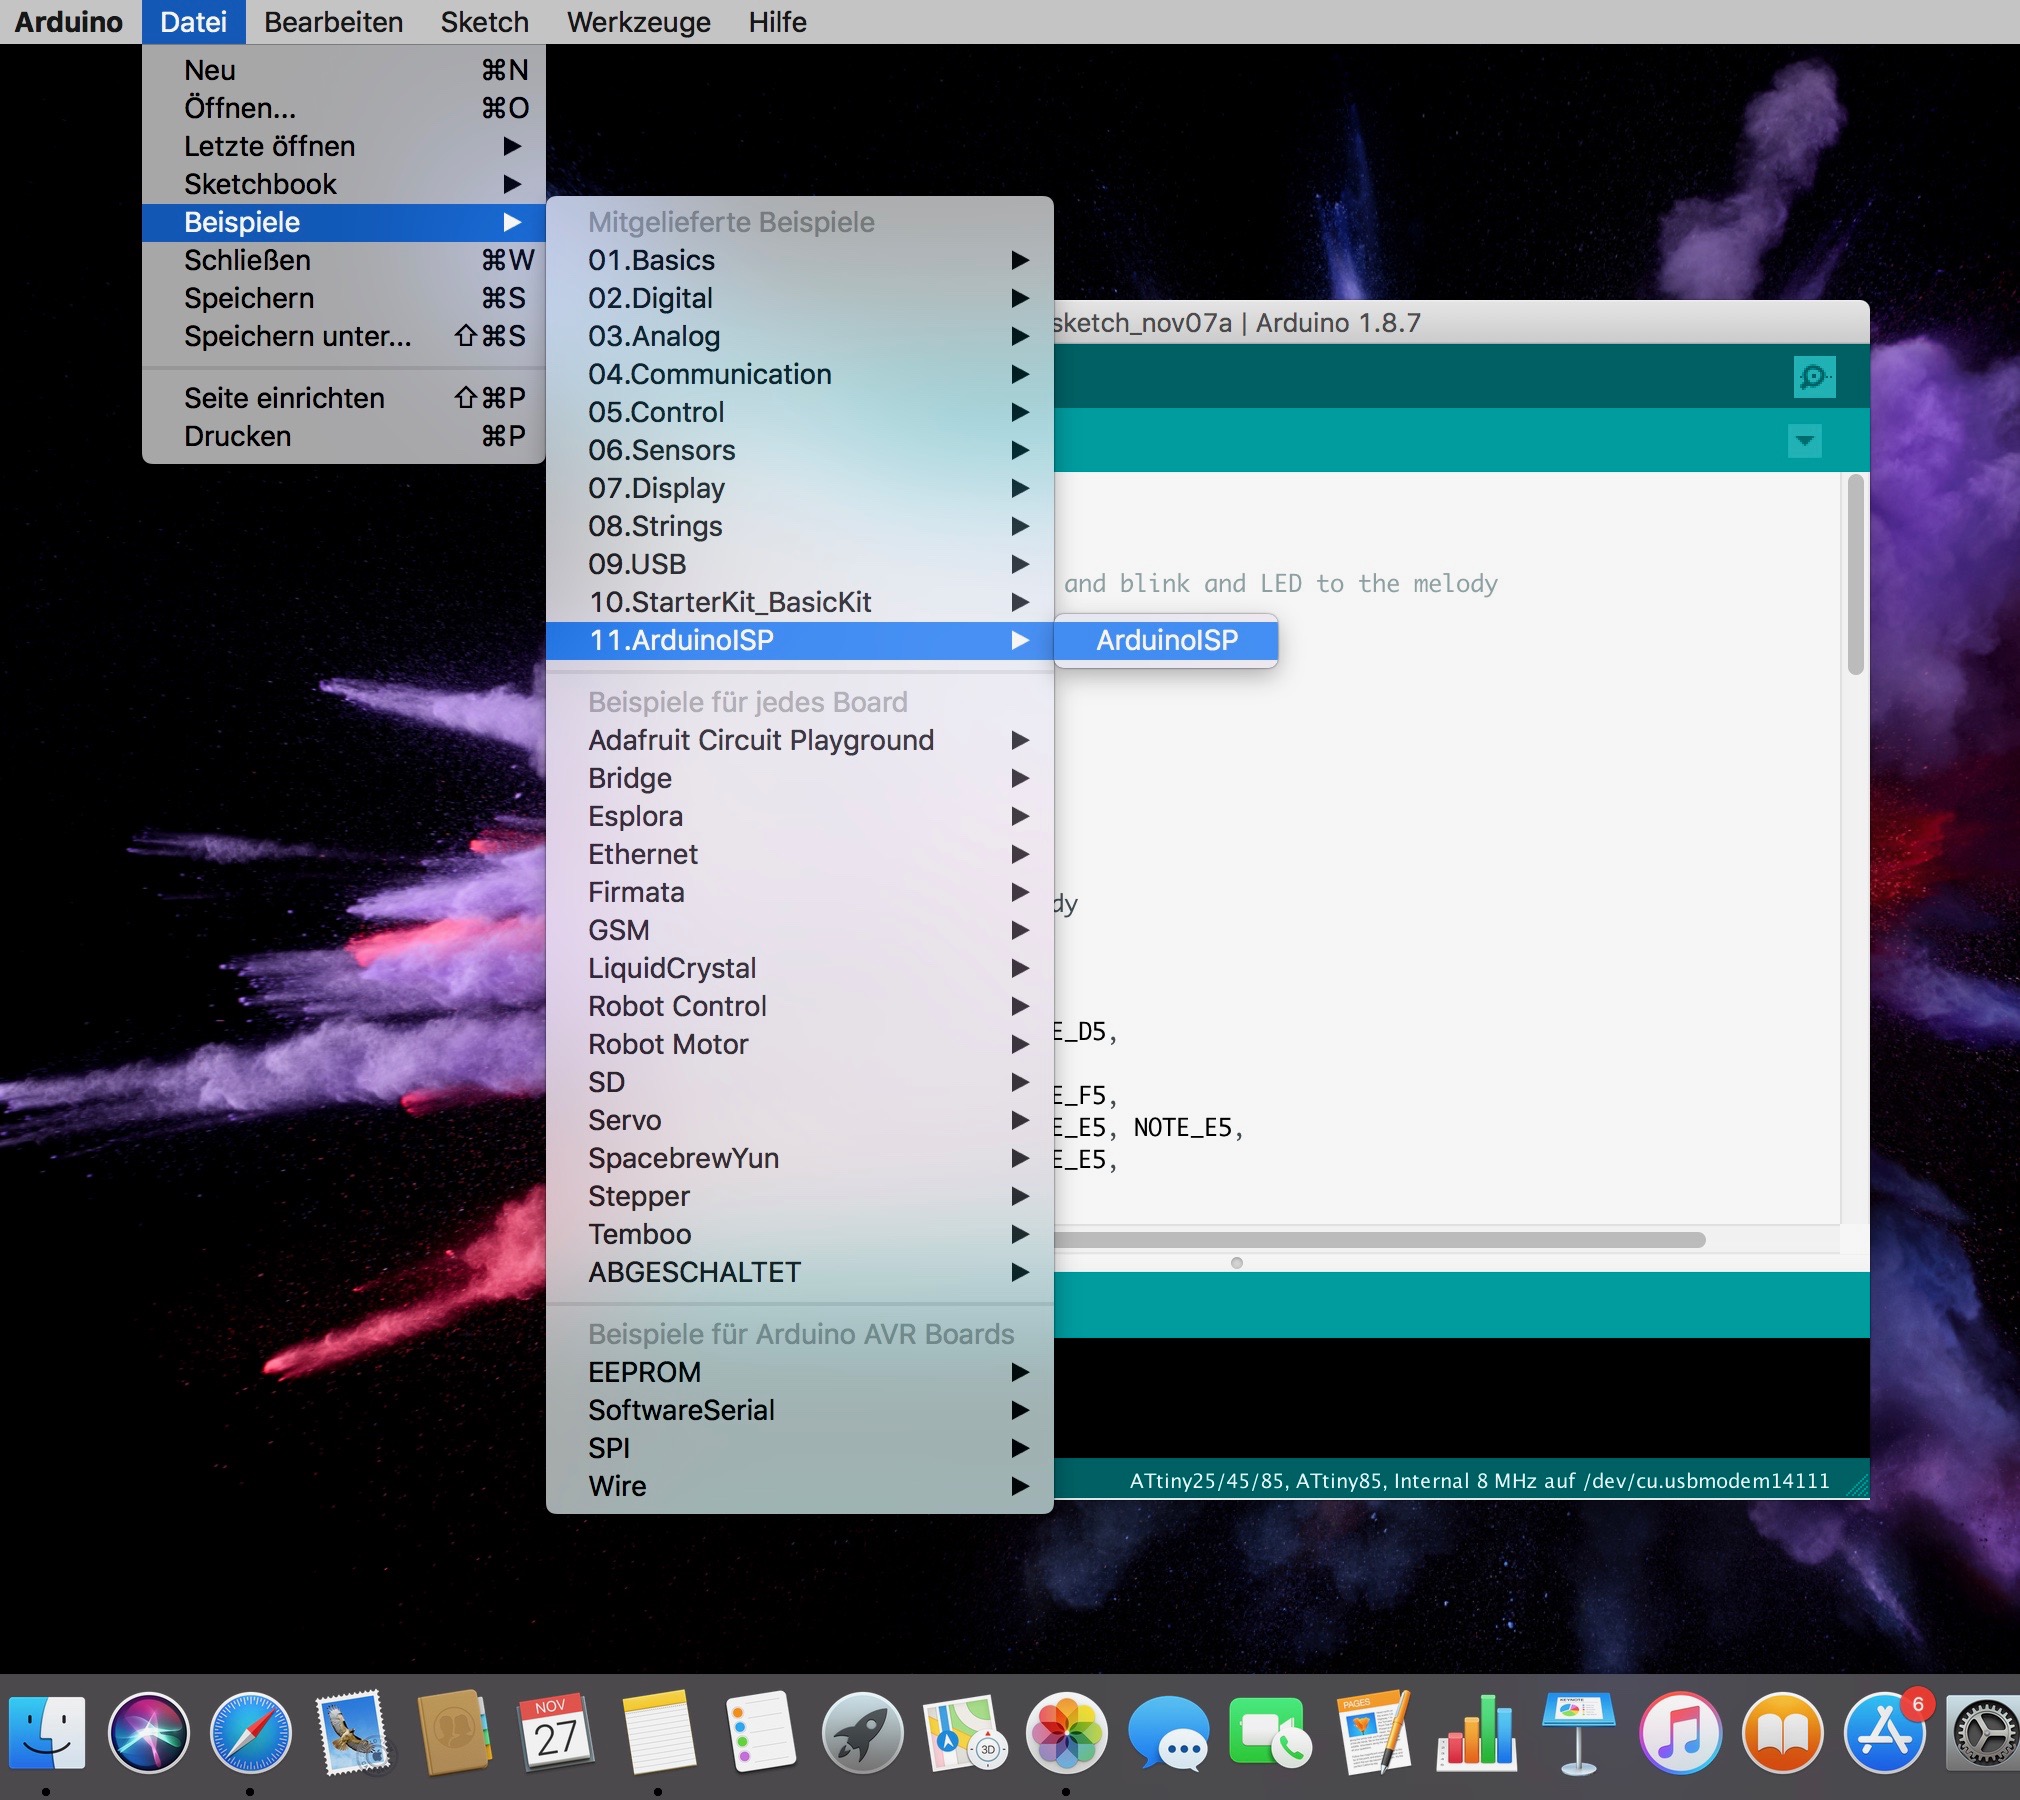 Arduino Datei Bearbeiten Sketch Werkzeuge Hilfe
Neu ⌘N
Öffnen... ⌘O
Letzte öffnen ▶
Sketchbook ▶
Beispiele ▶
Schließen ⌘W
Speichern ⌘S
Speichern unter... ⇧⌘S
Seite einrichten ⇧⌘P
Drucken ⌘P
Mitgelieferte Beispiele
01.Basics ▶
02.Digital ▶
03.Analog ▶
04.Communication ▶
05.Control ▶
06.Sensors ▶
07.Display ▶
08.Strings ▶
09.USB ▶
10.StarterKit_BasicKit ▶
11.ArduinoISP ▶
Beispiele für jedes Board
Adafruit Circuit Playground ▶
Bridge ▶
Esplora ▶
Ethernet ▶
Firmata ▶
GSM ▶
LiquidCrystal ▶
Robot Control ▶
Robot Motor ▶
SD ▶
Servo ▶
SpacebrewYun ▶
Stepper ▶
Temboo ▶
ABGESCHALTET ▶
Beispiele für Arduino AVR Boards
EEPROM ▶
SoftwareSerial ▶
SPI ▶
Wire ▶
ArduinoISP
sketch_nov07a | Arduino 1.8.7
and blink and LED to the melody
dy
E_D5,
E_F5,
E_E5, NOTE_E5,
E_E5,
ATtiny25/45/85, ATtiny85, Internal 8 MHz auf /dev/cu.usbmodem14111
NOV
27
3D
PAGES
KEYNOTE
6